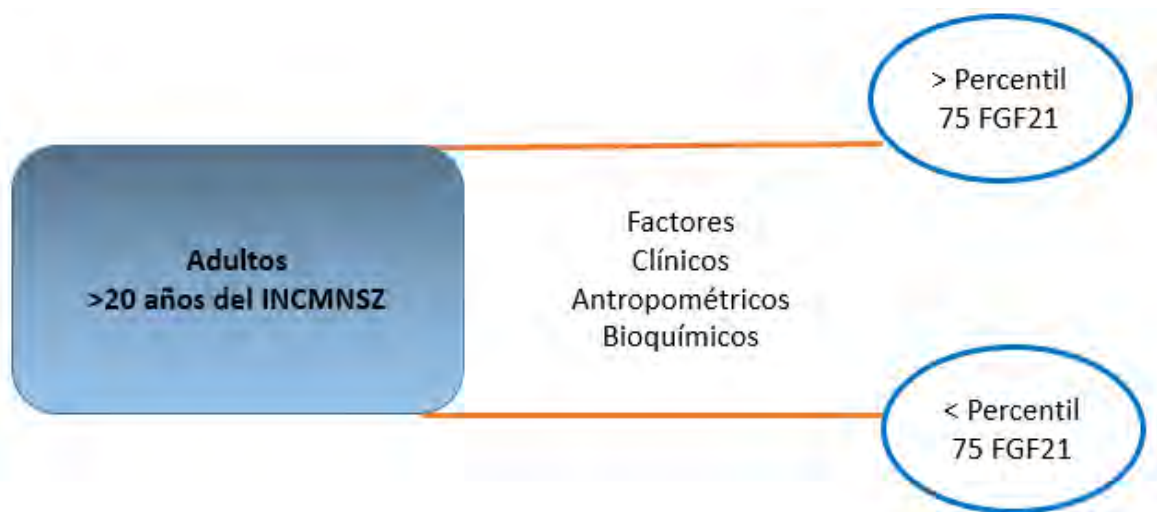 > Percentil
75 FGF21
Adultos
>20 años del INCMNSZ
Factores
Clínicos
Antropométricos
Bioquímicos
< Percentil
75 FGF21